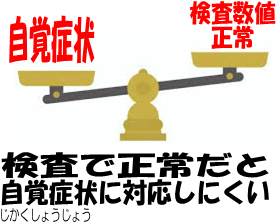 自覚症状
検査数値
正常
検査で正常だと
自覚症状に対応しにくい
じかくしょうじょう